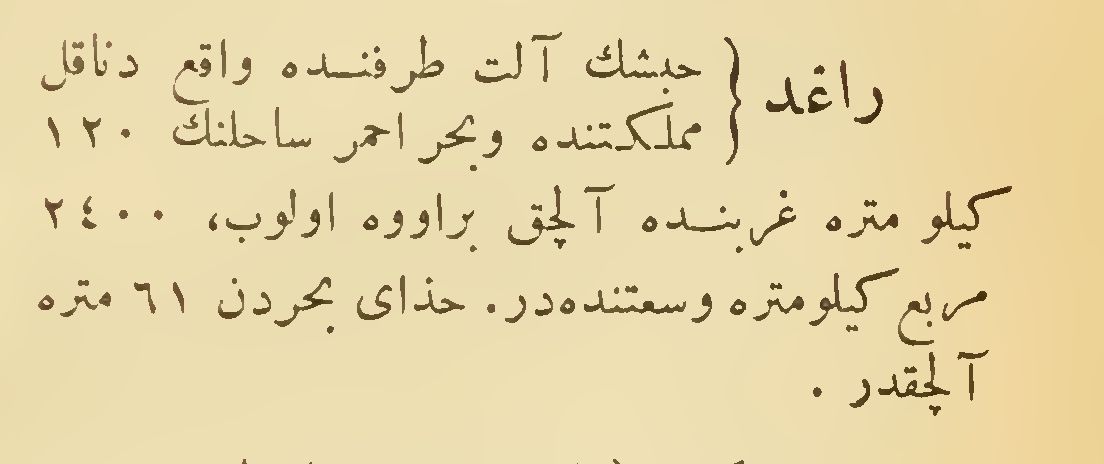 راغد { حبشك آلت طرفنده واقع دناقل
مملكتنده وبحر احمر ساحلنك ١٢٠
كيلو متره غربنده آلچق براووه اولوب، ٢٤٠٠
مربع كيلومتره وسعتنده‌در. حذاى بحردن ٦١ متره
آلچقدر .